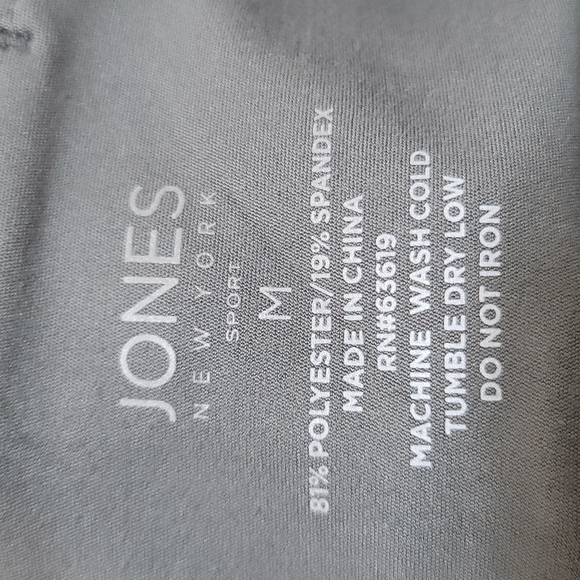 JONES
NEW YORK
SPORT
M
81% POLYESTER/19% SPANDEX
MADE IN CHINA
RN#63619
MACHINE WASH COLD
TUMBLE DRY LOW
DO NOT IRON